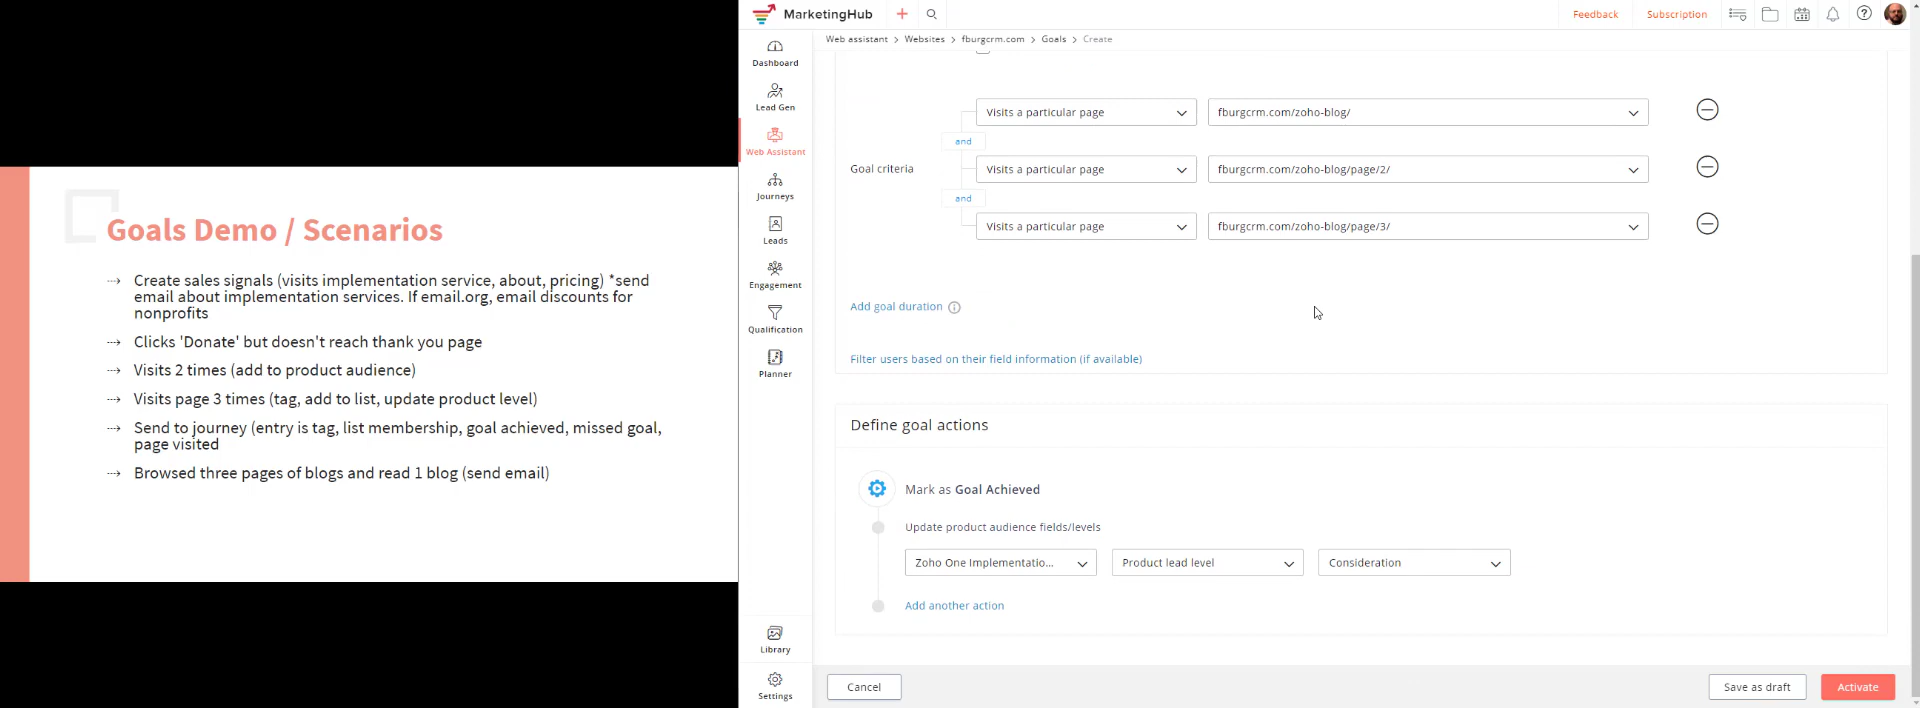 Goals Demo / Scenarios
Create sales signals (visits implementation service, about, pricing) *send
email about implementation services. If email.org, email discounts for
nonprofits
Clicks 'Donate' but doesn't reach thank you page
Visits 2 times (add to product audience)
Visits page 3 times (tag, add to list, update product level)
Send to journey (entry is tag, list membership, goal achieved, missed goal,
page visited
Browsed three pages of blogs and read 1 blog (send email)
MarketingHub
Feedback
Subscription
Dashboard
Lead Gen
Web Assistant
Journeys
Leads
Engagement
Qualification
Planner
Library
Settings
Web assistant > Websites > fburgcrm.com > Goals > Create
Visits a particular page
fburgcrm.com/zoho-blog/
and
Goal criteria
Visits a particular page
fburgcrm.com/zoho-blog/page/2/
and
Visits a particular page
fburgcrm.com/zoho-blog/page/3/
Add goal duration
Filter users based on their field information (if available)
Define goal actions
Mark as Goal Achieved
Update product audience fields/levels
Zoho One Implementatio...
Product lead level
Consideration
Add another action
Cancel
Save as draft
Activate